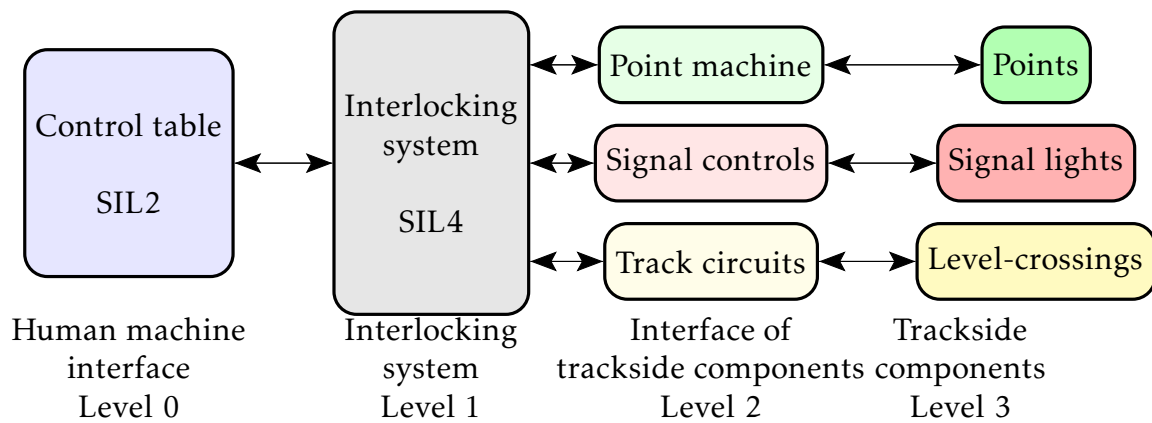 Control table
SIL2
Interlocking
system
SIL4
Point machine
Points
Signal controls
Signal lights
Track circuits
Level-crossings
Human machine
interface
Level 0
Interlocking
system
Level 1
Interface of
trackside components
Level 2
Trackside
components
Level 3